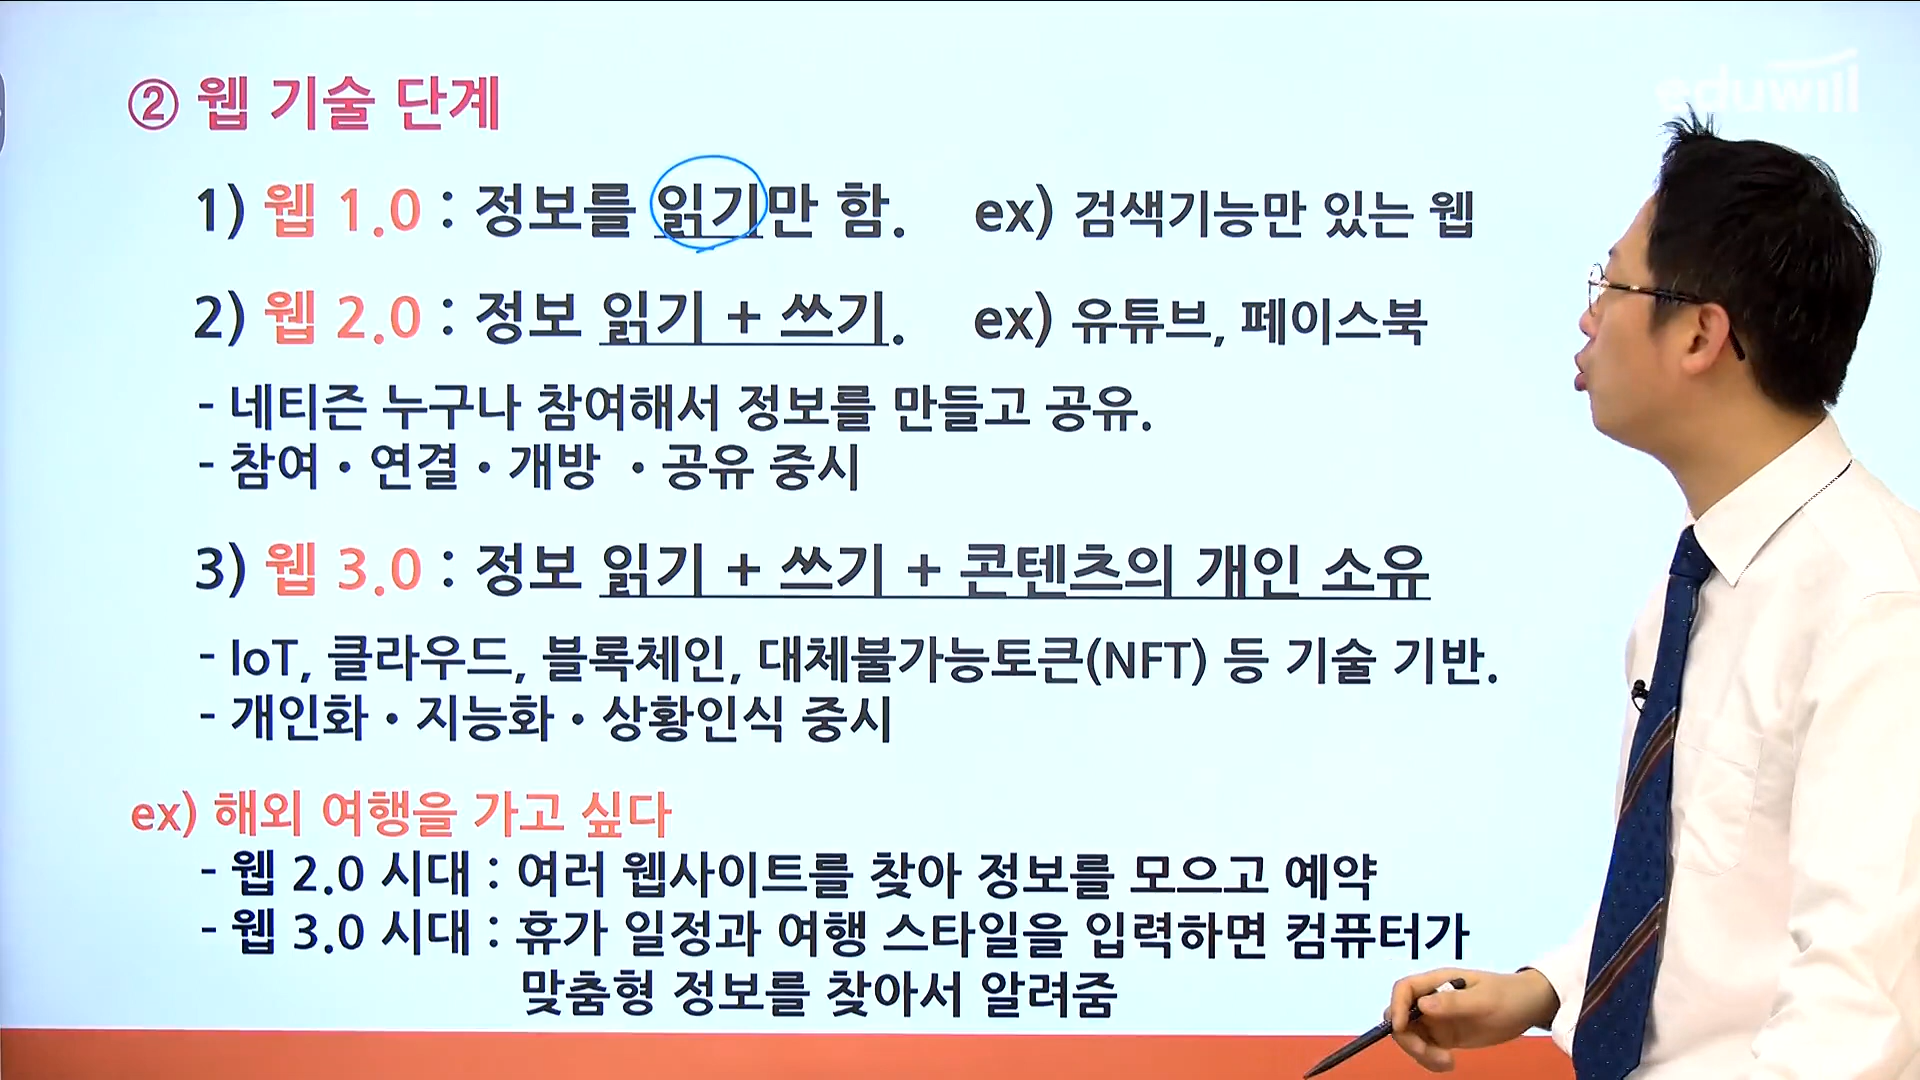 eduwill
② 웹 기술 단계
1) 웹 1.0 : 정보를 읽기만 함. ex) 검색기능만 있는 웹
2) 웹 2.0 : 정보 읽기 + 쓰기. ex) 유튜브, 페이스북
- 네티즌 누구나 참여해서 정보를 만들고 공유.
- 참여 • 연결 • 개방 • 공유 중시
3) 웹 3.0 : 정보 읽기 + 쓰기 + 콘텐츠의 개인 소유
- IoT, 클라우드, 블록체인, 대체불가능토큰(NFT) 등 기술 기반.
- 개인화 • 지능화 • 상황인식 중시
ex) 해외 여행을 가고 싶다
- 웹 2.0 시대 : 여러 웹사이트를 찾아 정보를 모으고 예약
- 웹 3.0 시대 : 휴가 일정과 여행 스타일을 입력하면 컴퓨터가
맞춤형 정보를 찾아서 알려줌